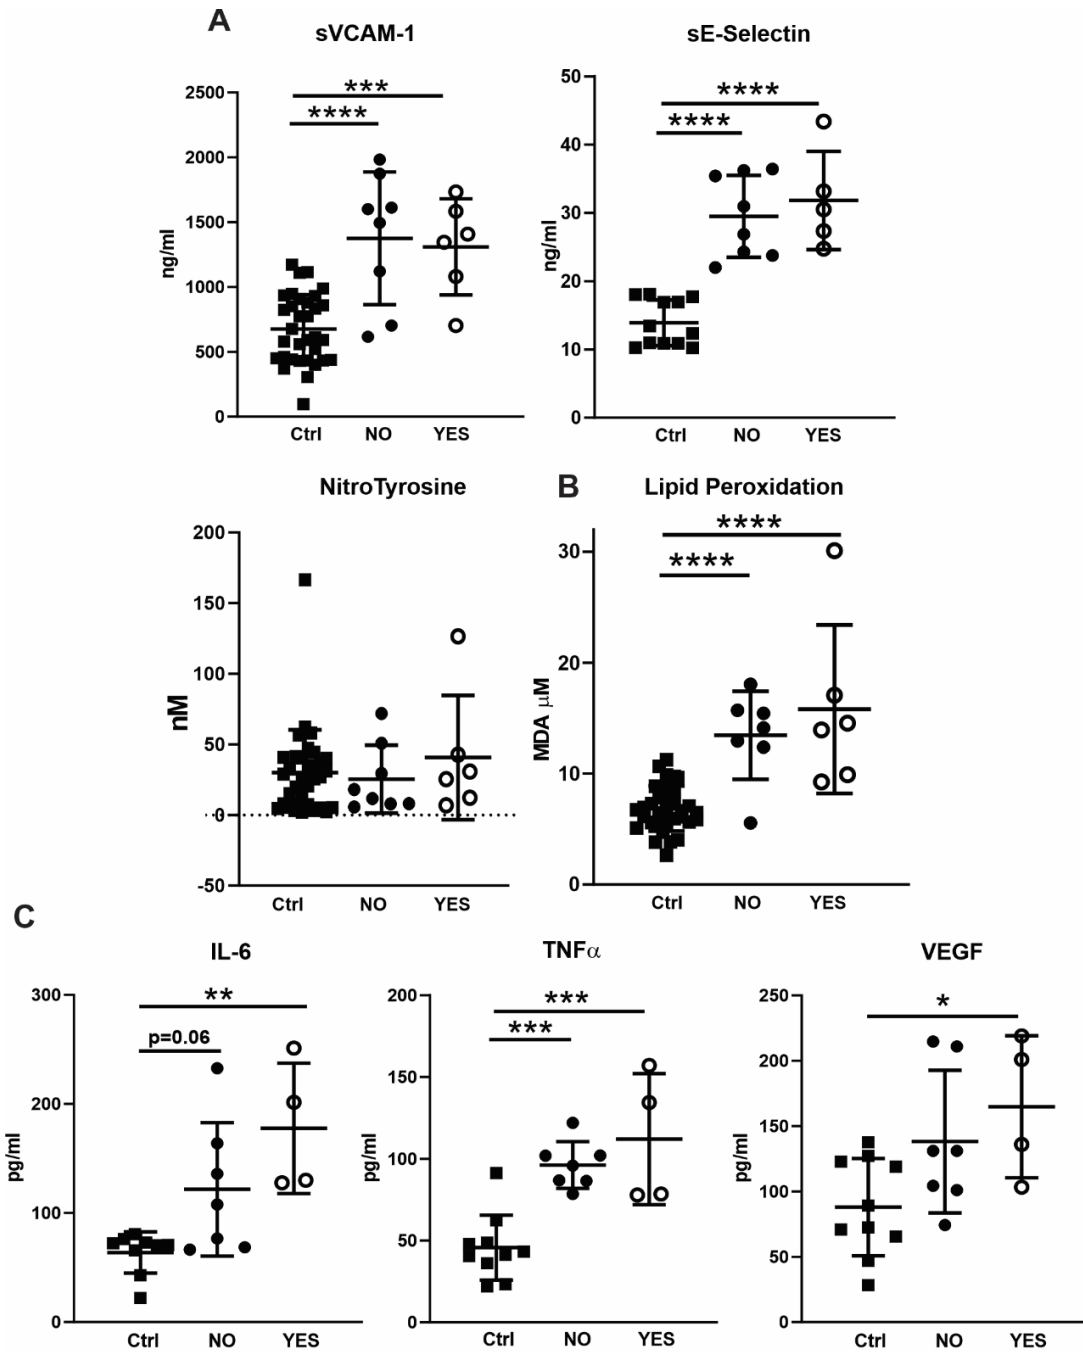 A
sVCAM-1
sE-Selectin
***
****
2500
2000
1500
1000
500
0
ng/ml
Ctrl
NO
YES
****
****
50
40
30
20
10
0
ng/ml
Ctrl
NO
YES
NitroTyrosine
200
150
100
50
0
-50
nM
Ctrl
NO
YES
B
Lipid Peroxidation
****
****
30
20
10
0
MDA μM
Ctrl
NO
YES
C
IL-6
**
p=0.06
300
200
100
0
pg/ml
Ctrl
NO
YES
TNFα
***
***
200
150
100
50
0
pg/ml
Ctrl
NO
YES
VEGF
*
250
200
150
100
50
0
pg/ml
Ctrl
NO
YES